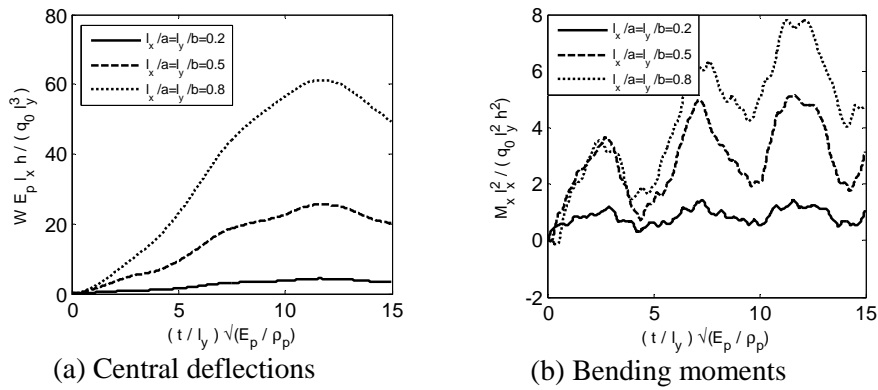 80
60
40
20
0
0
5
10
15
W E_p l_x h / ( q_0 l_y^3 )
( t / l_y ) √(E_p / ρ_p)
l_x/a=l_y/b=0.2
l_x/a=l_y/b=0.5
l_x/a=l_y/b=0.8
(a) Central deflections
8
6
4
2
0
-2
0
5
10
15
M_x l_x^2 / ( q_0 l_y^2 h^2 )
( t / l_y ) √(E_p / ρ_p)
l_x/a=l_y/b=0.2
l_x/a=l_y/b=0.5
l_x/a=l_y/b=0.8
(b) Bending moments